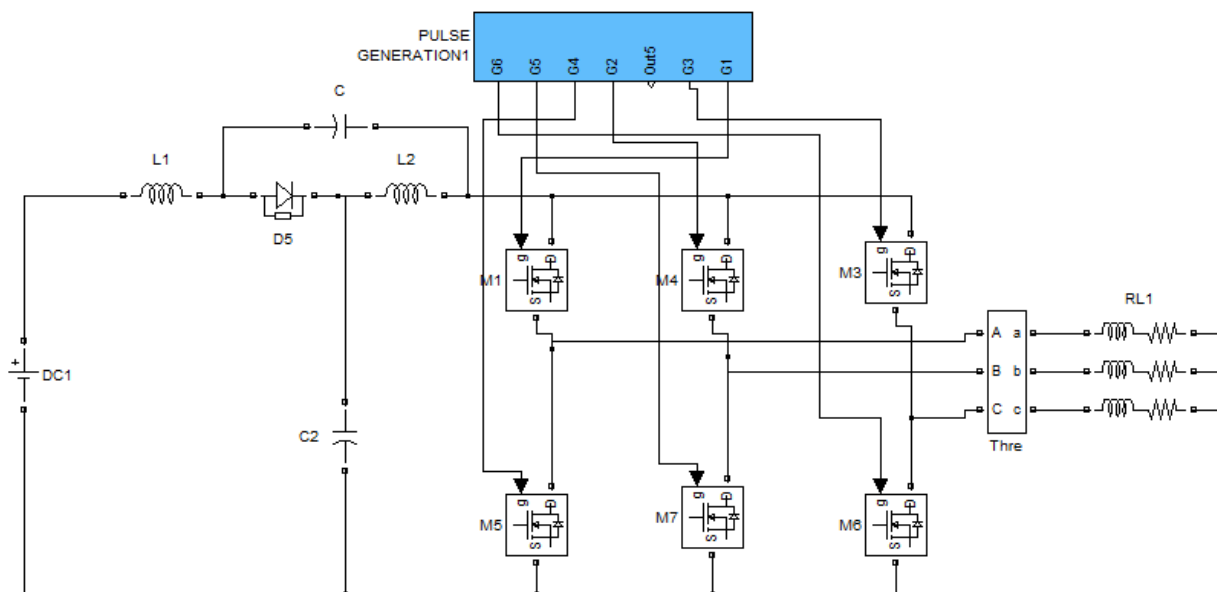 PULSE
GENERATION1
G6
G5
G4
G2
Out5
G3
G1
C
L1
L2
D5
g
D
S
M1
g
D
S
M4
g
D
S
M3
RL1
+
DC1
A a
B b
C c
Thre
C2
g
D
S
M5
g
D
S
M7
g
D
S
M6